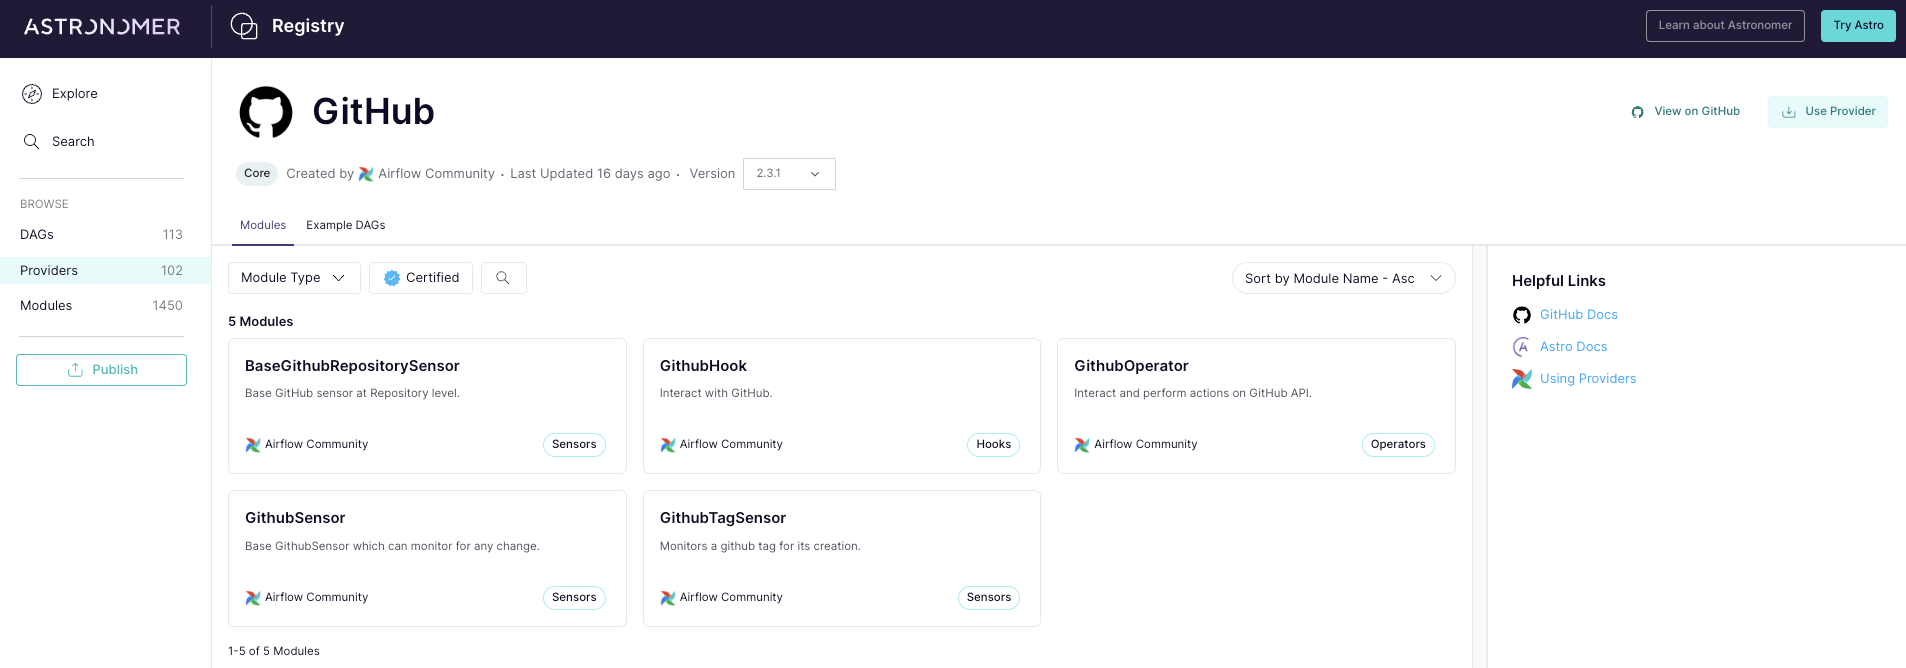 ASTRONOMER
Registry
Learn about Astronomer
Try Astro
Explore
Search
BROWSE
DAGs 113
Providers 102
Modules 1450
Publish
GitHub
View on GitHub
Use Provider
Core Created by Airflow Community · Last Updated 16 days ago · Version 2.3.1
Modules Example DAGs
Module Type Certified
Sort by Module Name - Asc
5 Modules
BaseGithubRepositorySensor
Base GitHub sensor at Repository level.
Airflow Community Sensors
GithubHook
Interact with GitHub.
Airflow Community Hooks
GithubOperator
Interact and perform actions on GitHub API.
Airflow Community Operators
GithubSensor
Base GithubSensor which can monitor for any change.
Airflow Community Sensors
GithubTagSensor
Monitors a github tag for its creation.
Airflow Community Sensors
1-5 of 5 Modules
Helpful Links
GitHub Docs
Astro Docs
Using Providers